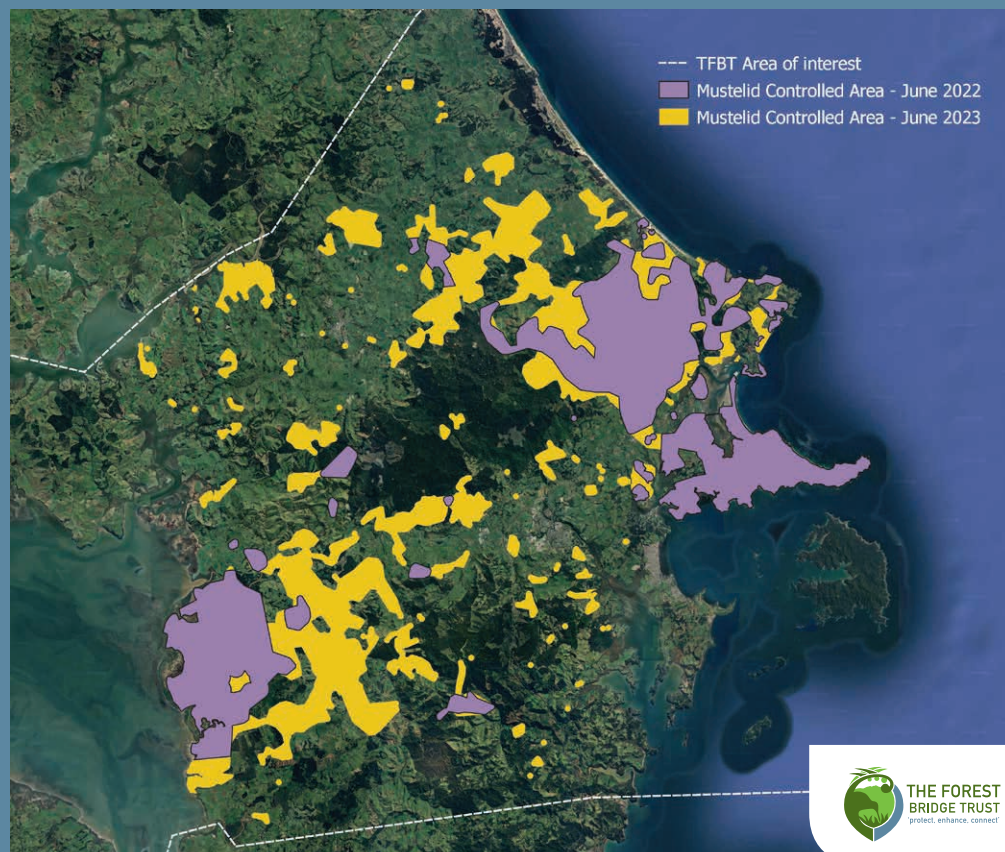 TFBT Area of interest
Mustelid Controlled Area - June 2022
Mustelid Controlled Area - June 2023
THE FOREST
BRIDGE TRUST
'protect. enhance. connect'